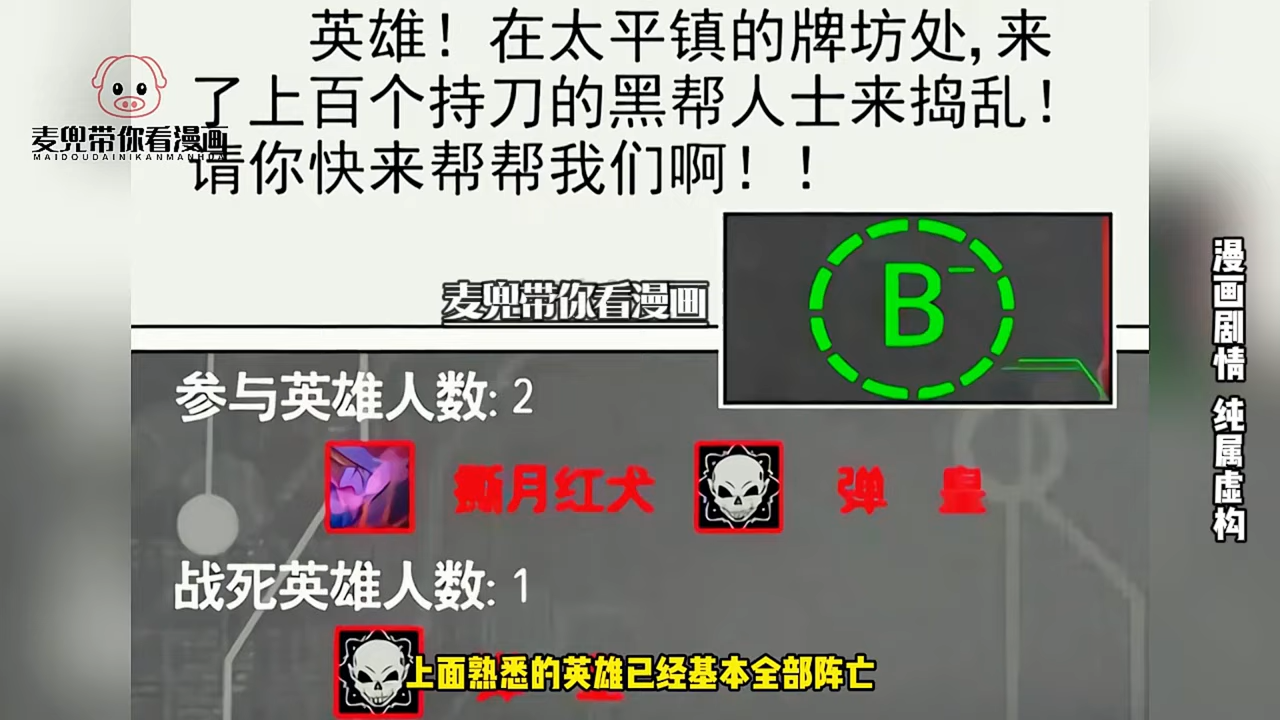 英雄！在太平镇的牌坊处,来
了上百个持刀的黑帮人士来捣乱！
请你快来帮帮我们啊！！
麦兜带你看漫画
MAIDOUDAINIKANMANHUA
麦兜带你看漫画
B-
漫画剧情 纯属虚构
参与英雄人数: 2
撕月红犬 弹 皇
战死英雄人数: 1
上面熟悉的英雄已经基本全部阵亡